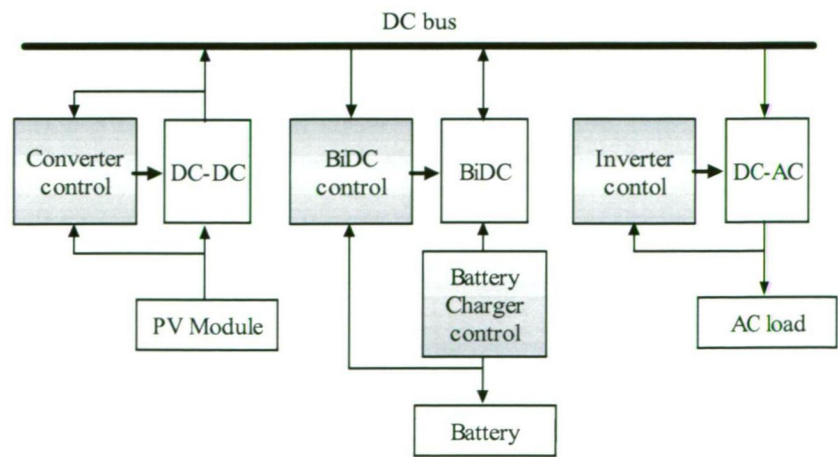 DC bus
Converter
control
DC-DC
BiDC
control
BiDC
Inverter
contol
DC-AC
PV Module
Battery
Charger
control
AC load
Battery